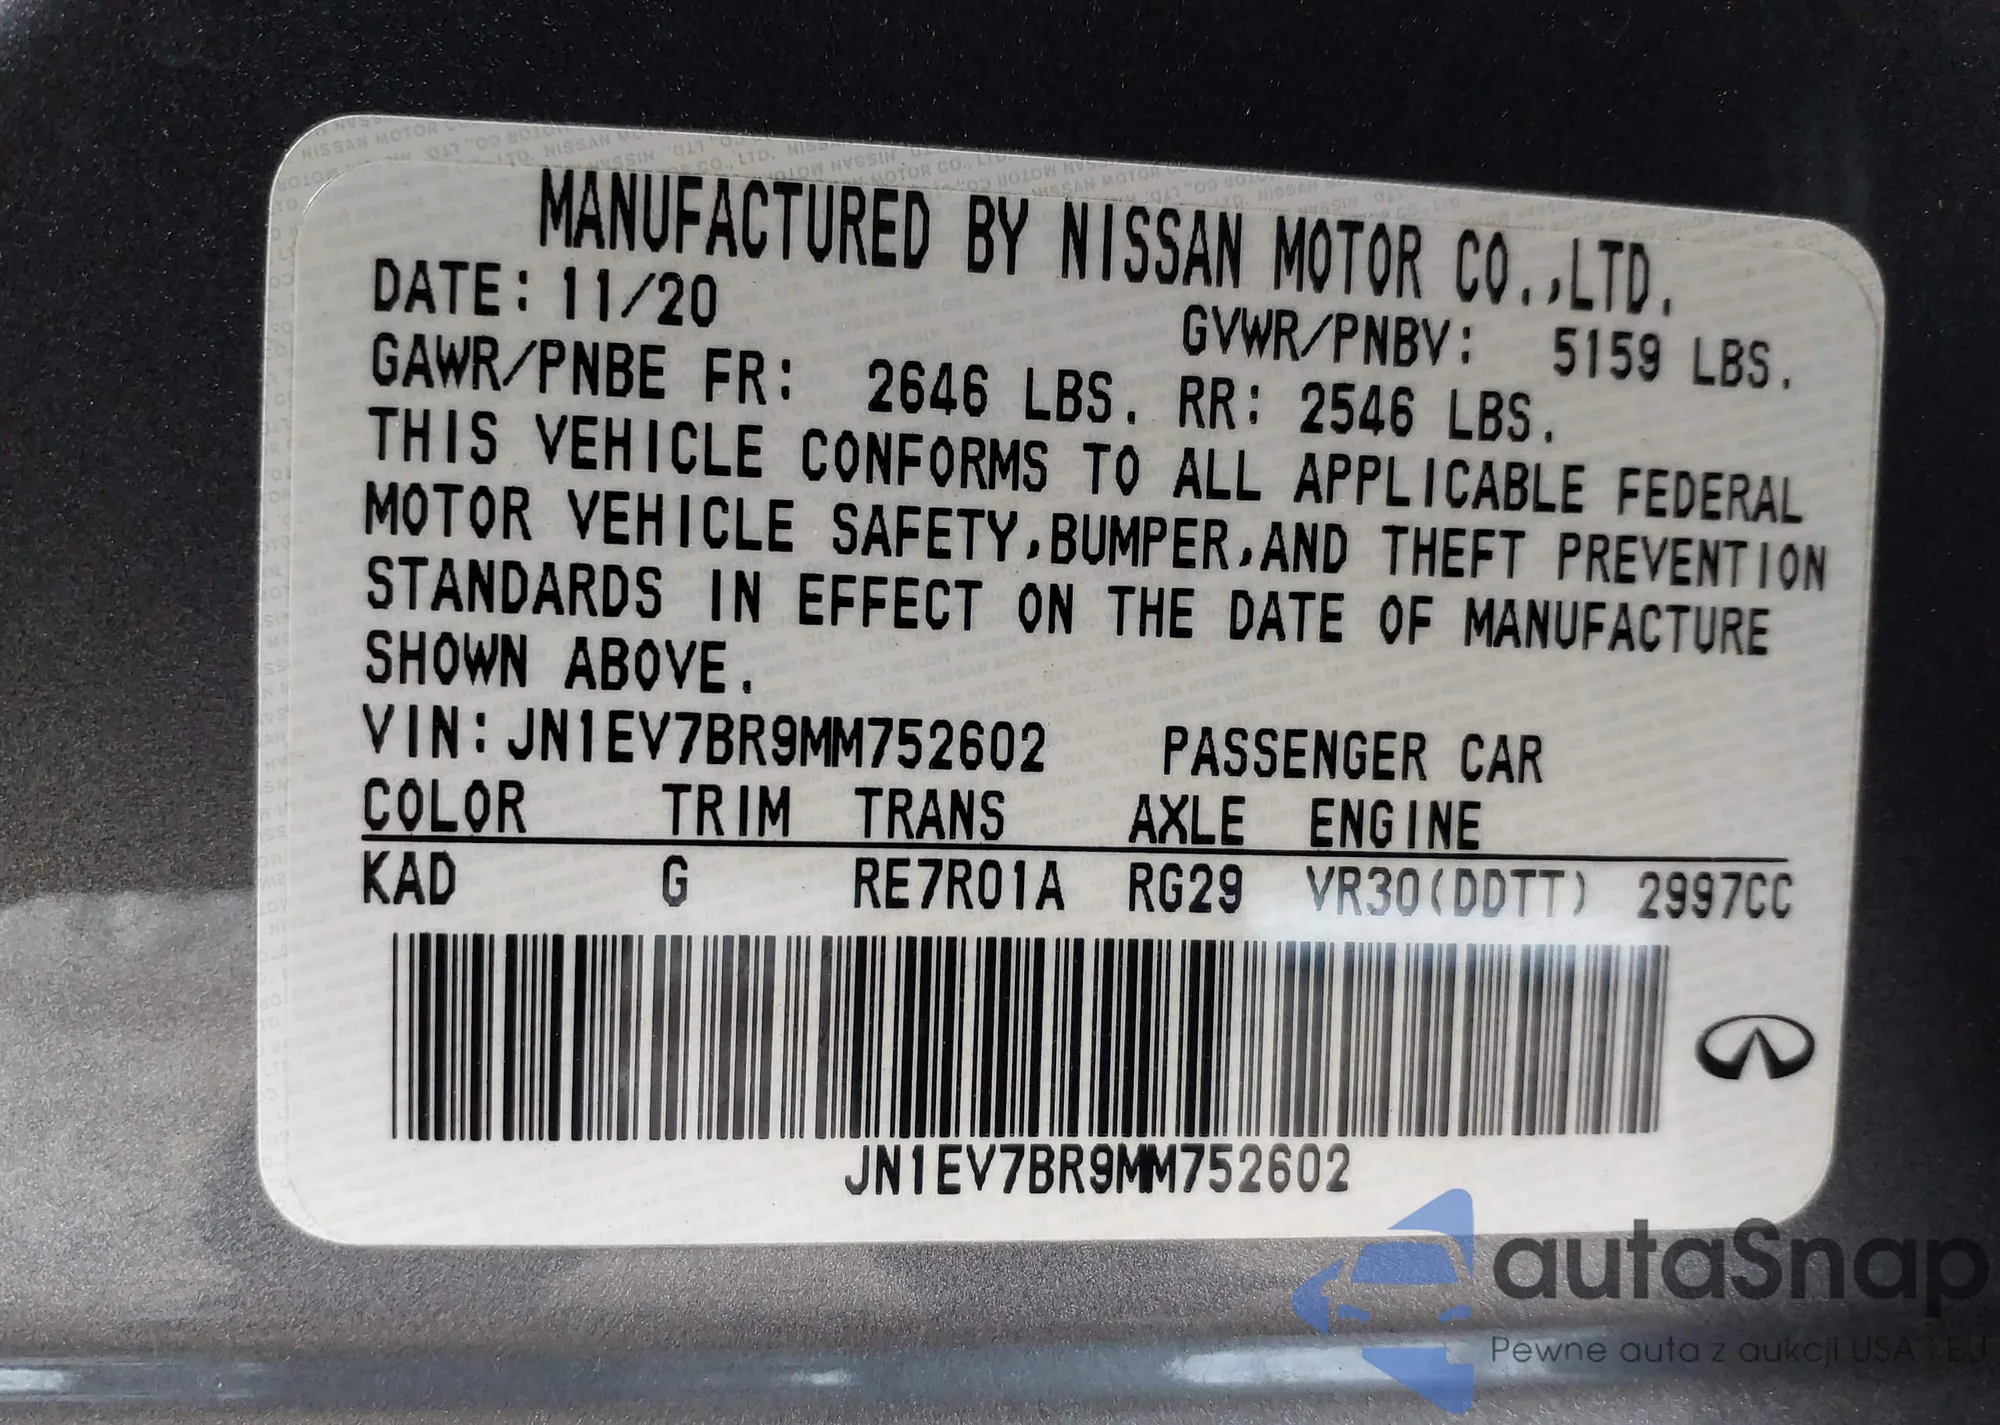 MANUFACTURED BY NISSAN MOTOR CO.,LTD.
DATE: 11/20
GVWR/PNBV: 5159 LBS.
GAWR/PNBE FR: 2646 LBS. RR: 2546 LBS.
THIS VEHICLE CONFORMS TO ALL APPLICABLE FEDERAL
MOTOR VEHICLE SAFETY,BUMPER,AND THEFT PREVENTION
STANDARDS IN EFFECT ON THE DATE OF MANUFACTURE
SHOWN ABOVE.
VIN:JN1EV7BR9MM752602 PASSENGER CAR
COLOR TRIM TRANS AXLE ENGINE
KAD G RE7R01A RG29 VR30(DDTT) 2997CC
JN1EV7BR9MM752602
autaSnap
Pewne auta z aukcji USA i EU